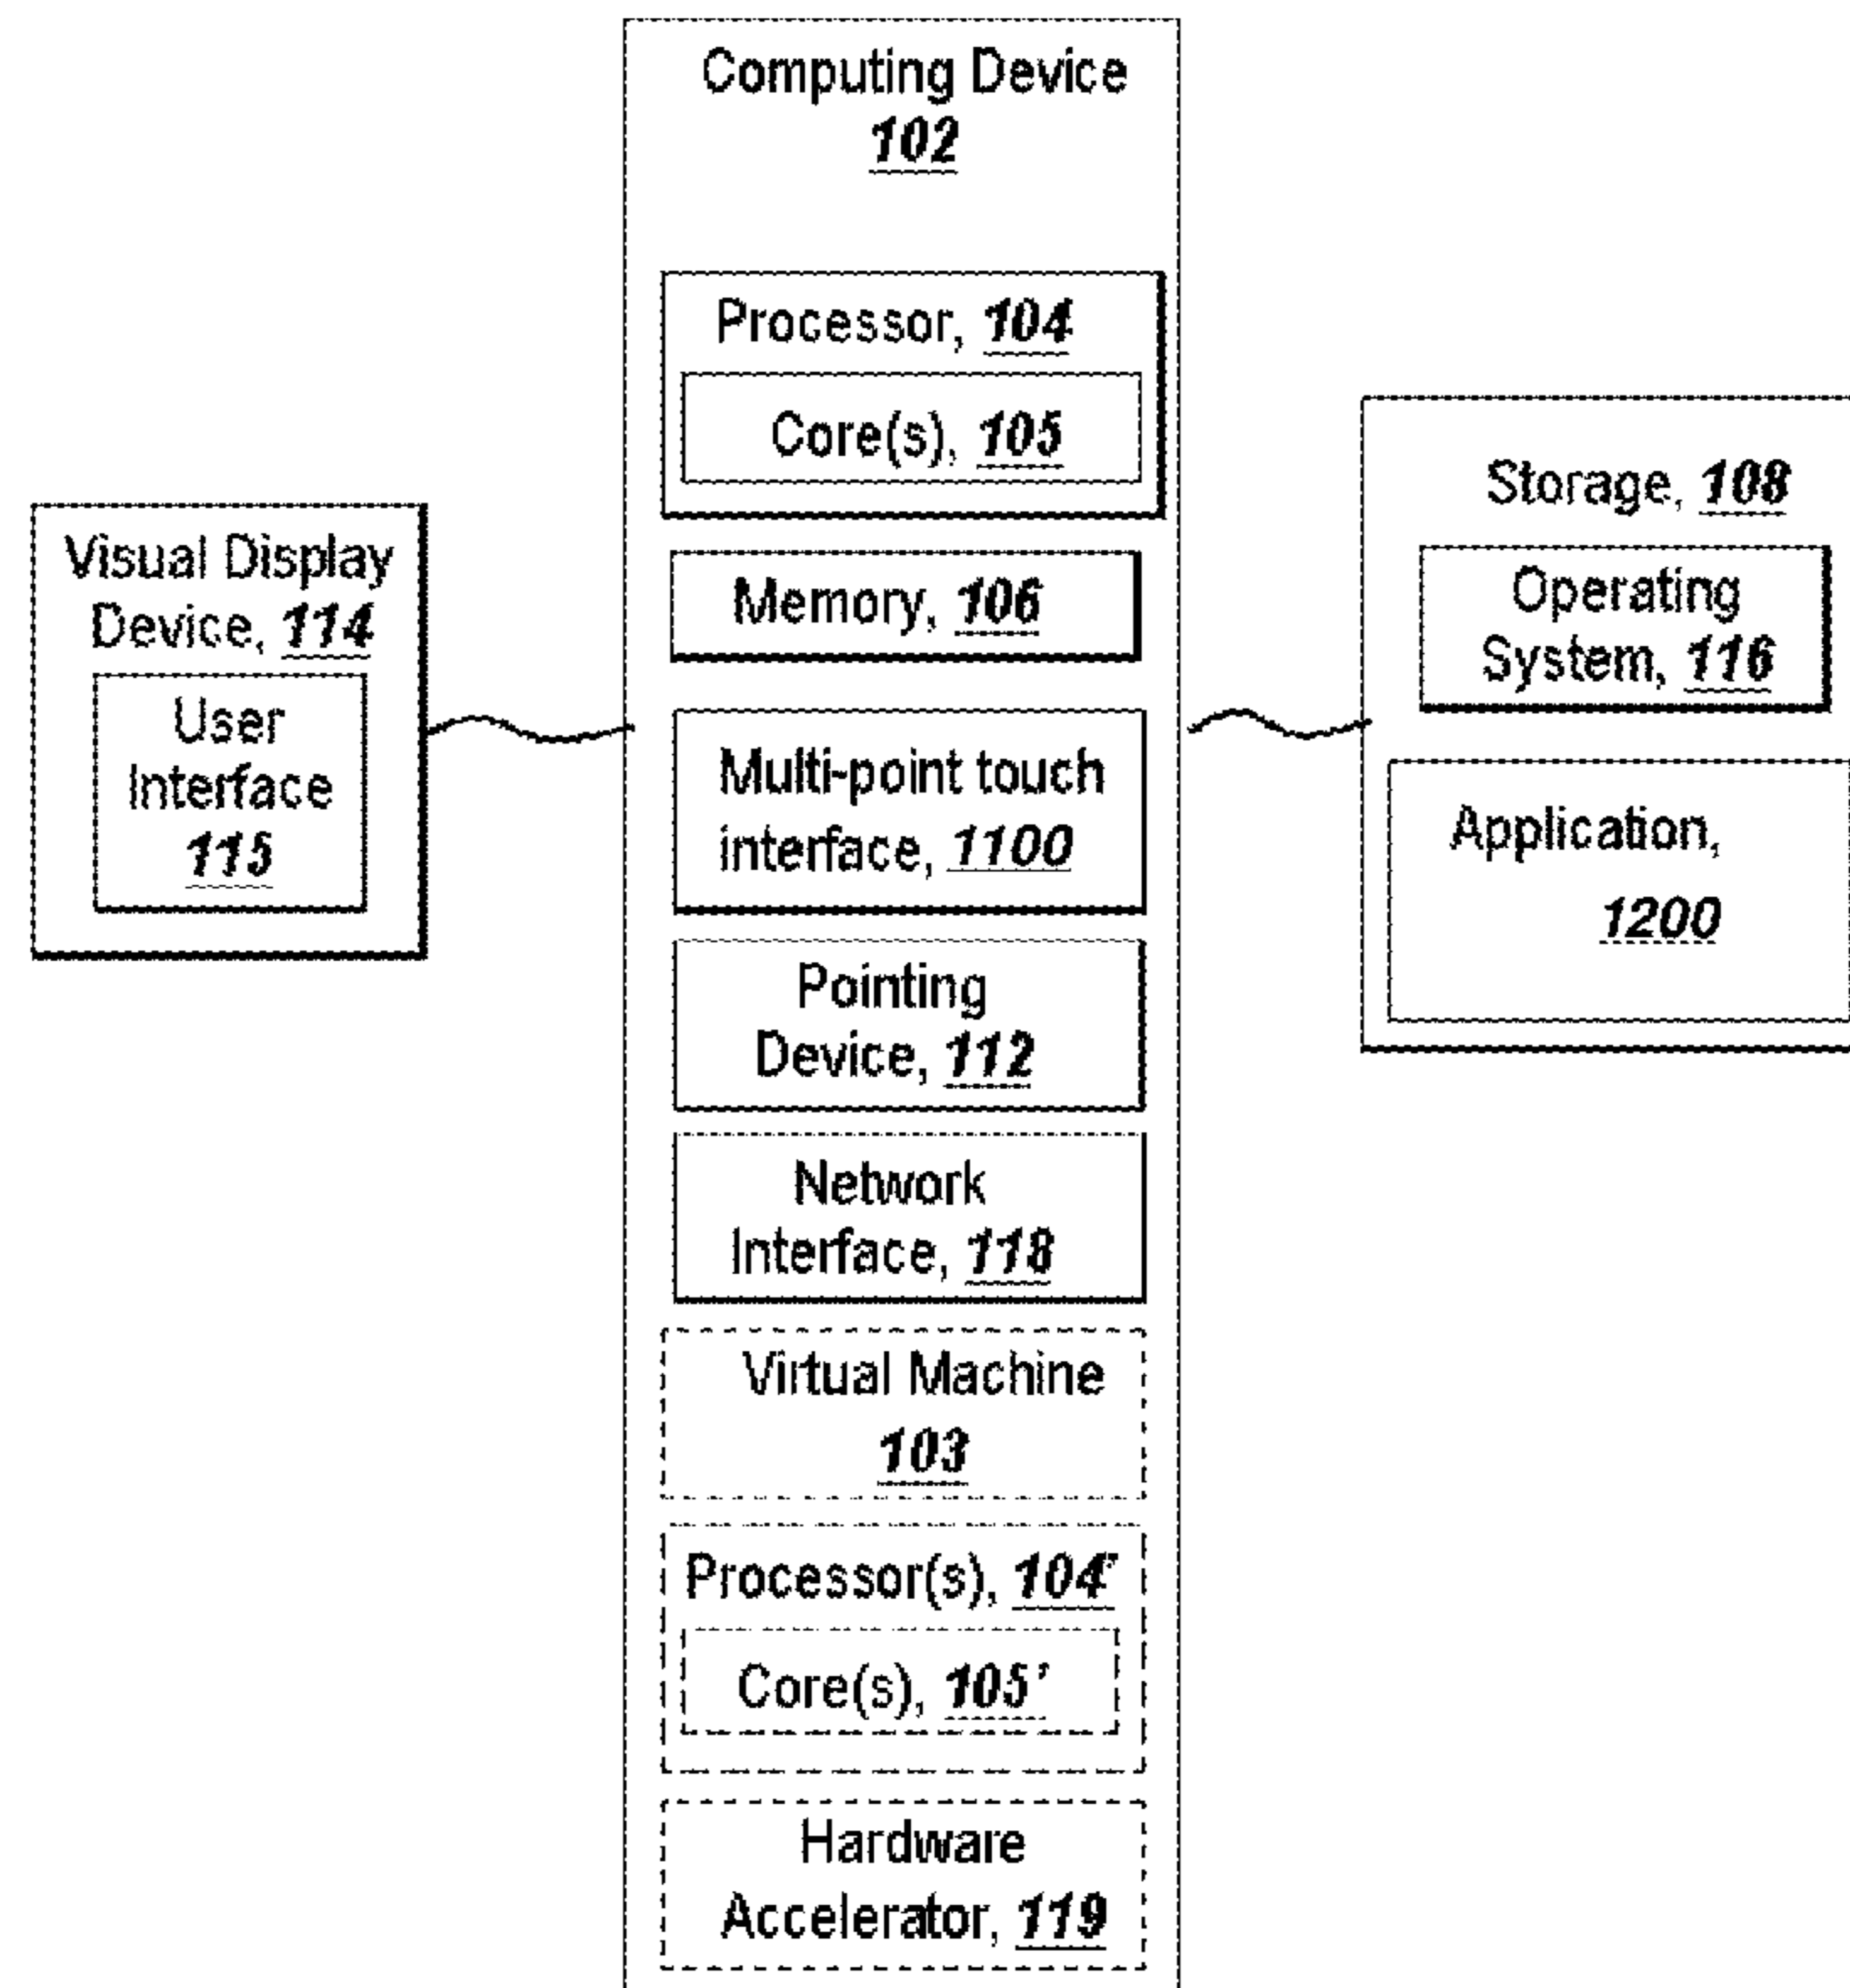 Computing Device
102
Processor, 104
Core(s), 105
Memory, 106
Multi-point touch
interface, 1100
Pointing
Device, 112
Network
Interface, 118
Virtual Machine
103
Processor(s), 104'
Core(s), 105'
Hardware
Accelerator, 119
Visual Display
Device, 114
User
Interface
115
Storage, 108
Operating
System, 116
Application,
1200